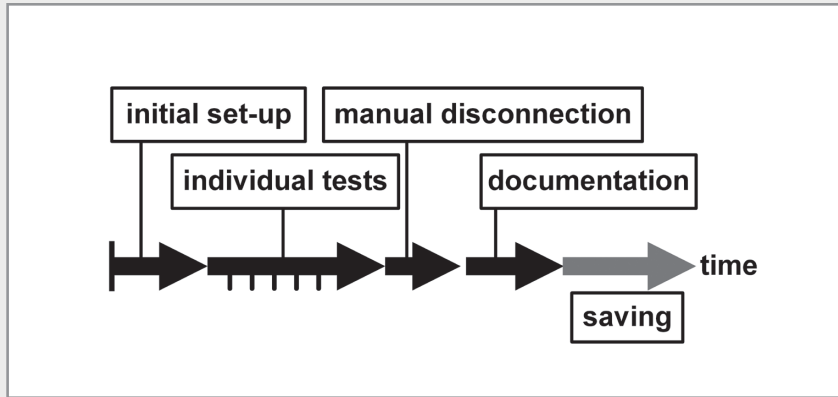 initial set-up
manual disconnection
individual tests
documentation
time
saving